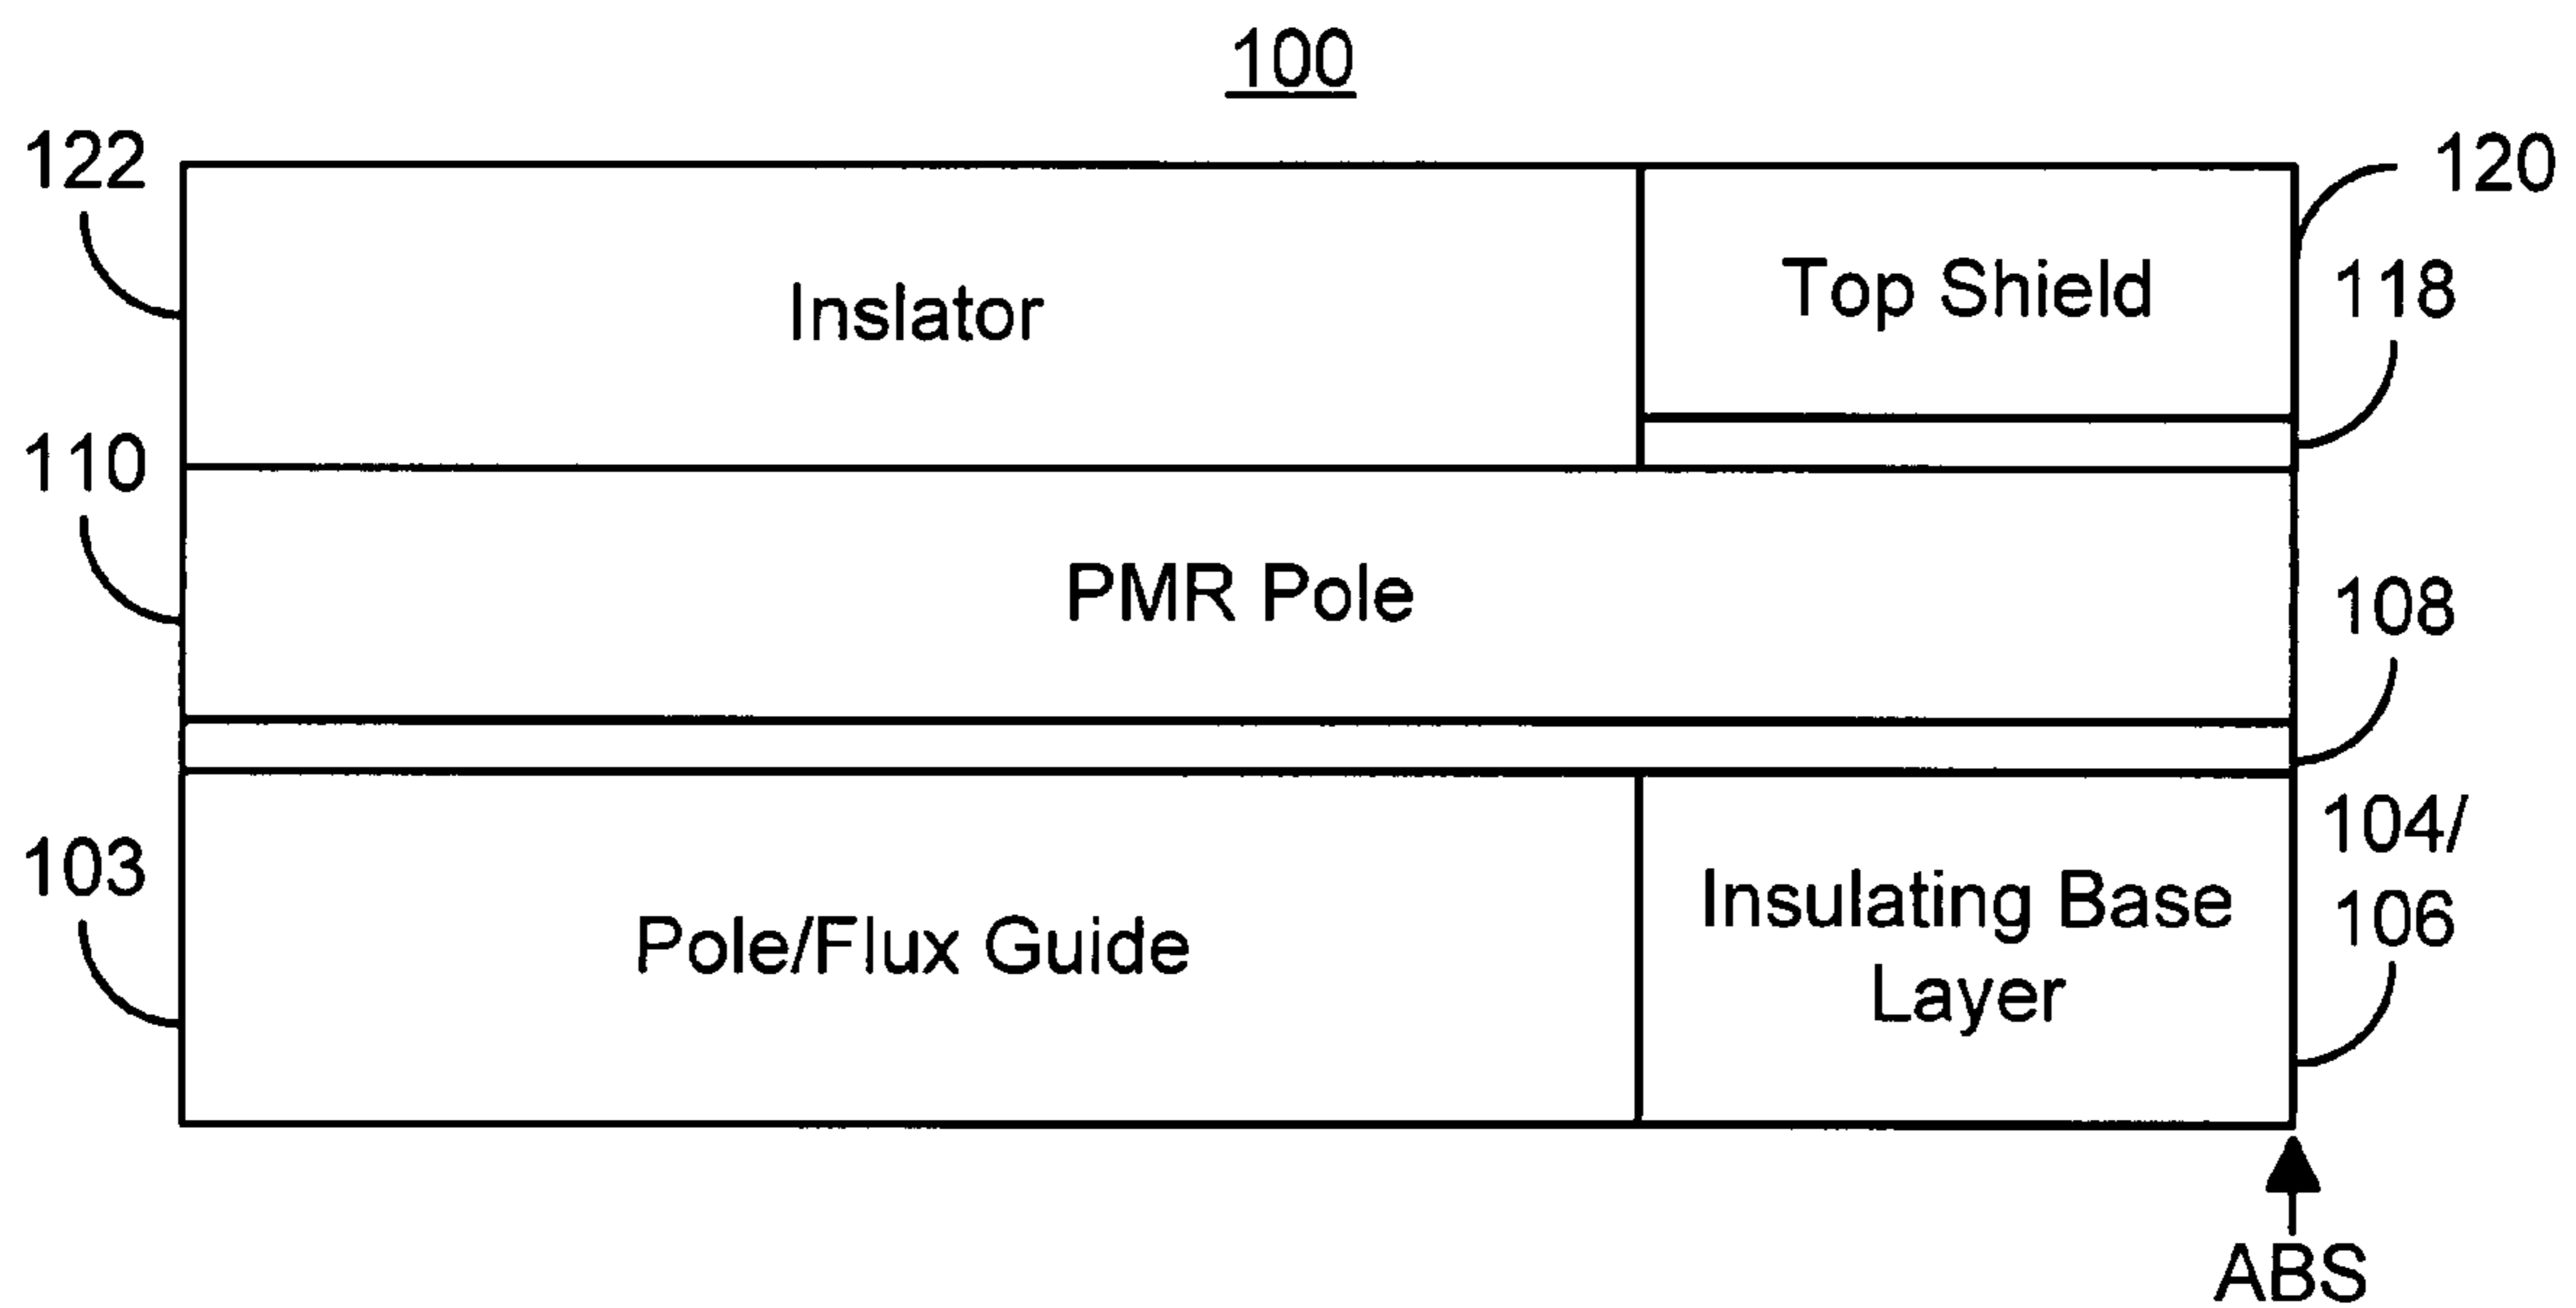 100
122
120
Inslator
Top Shield
118
110
PMR Pole
108
103
Pole/Flux Guide
Insulating Base
Layer
104/
106
ABS